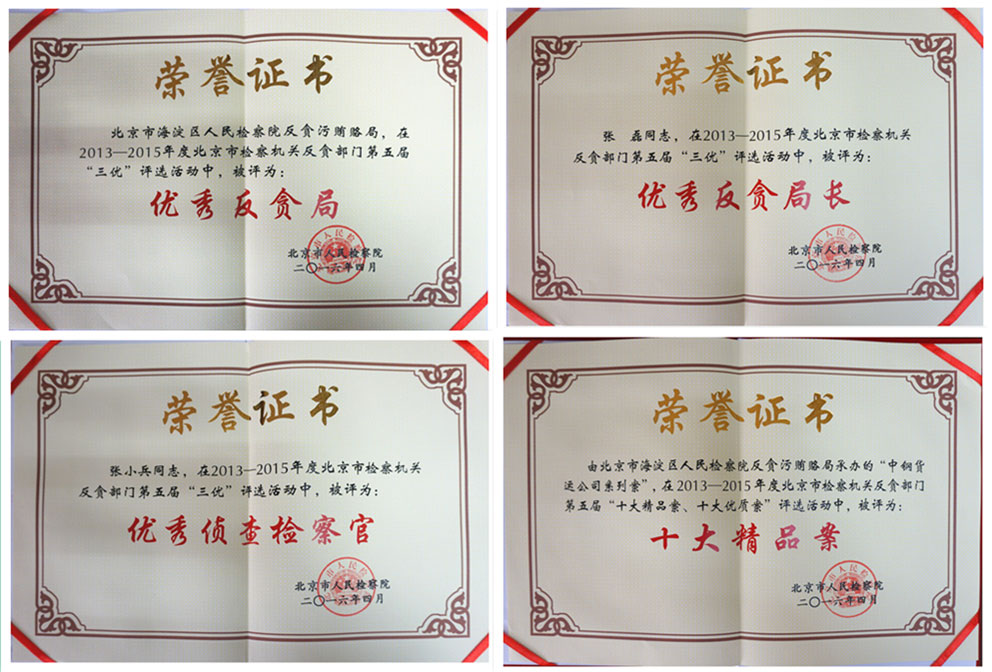 荣誉证书
北京市海淀区人民检察院反贪污贿赂局，在
2013—2015年度北京市检察机关反贪部门第五届
“三优”评选活动中，被评为：
优秀反贪局
北京市人民检察院
二〇一六年四月
荣誉证书
张 磊同志，在2013—2015年度北京市检察机关
反贪部门第五届“三优”评选活动中，被评为：
优秀反贪局长
北京市人民检察院
二〇一六年四月
荣誉证书
张小兵同志，在2013—2015年度北京市检察机关
反贪部门第五届“三优”评选活动中，被评为：
优秀侦查检察官
北京市人民检察院
二〇一六年四月
荣誉证书
由北京市海淀区人民检察院反贪污贿赂局承办的“中钢货
运公司系列案”，在2013—2015年度北京市检察机关反贪部门
第五届“十大精品案、十大优质案”评选活动中，被评为：
十大精品案
北京市人民检察院
二〇一六年四月